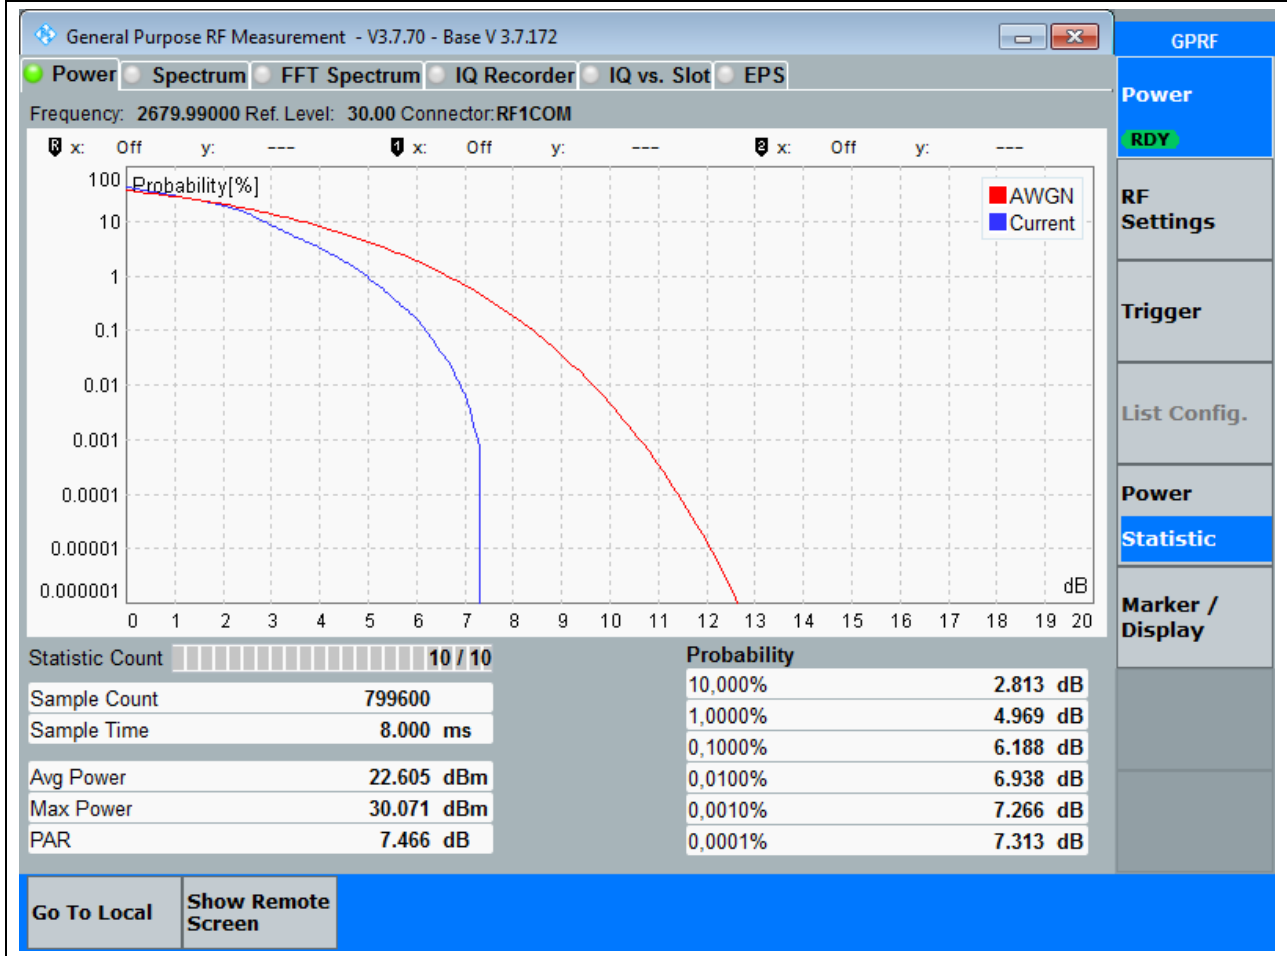 General Purpose RF Measurement - V3.7.70 - Base V 3.7.172
GPRF
Power Spectrum FFT Spectrum IQ Recorder IQ vs. Slot EPS
Frequency: 2679.99000 Ref. Level: 30.00 Connector:RF1COM
R x: Off y: --- 1 x: Off y: --- 2 x: Off y: ---
Probability[%]
100
10
1
0.1
0.01
0.001
0.0001
0.00001
0.000001
AWGN
Current
dB
0 1 2 3 4 5 6 7 8 9 10 11 12 13 14 15 16 17 18 19 20
Statistic Count 10 / 10
Sample Count 799600
Sample Time 8.000 ms
Avg Power 22.605 dBm
Max Power 30.071 dBm
PAR 7.466 dB
Probability
10,000% 2.813 dB
1,0000% 4.969 dB
0,1000% 6.188 dB
0,0100% 6.938 dB
0,0010% 7.266 dB
0,0001% 7.313 dB
Power
RDY
RF
Settings
Trigger
List Config.
Power
Statistic
Marker /
Display
Go To Local
Show Remote
Screen